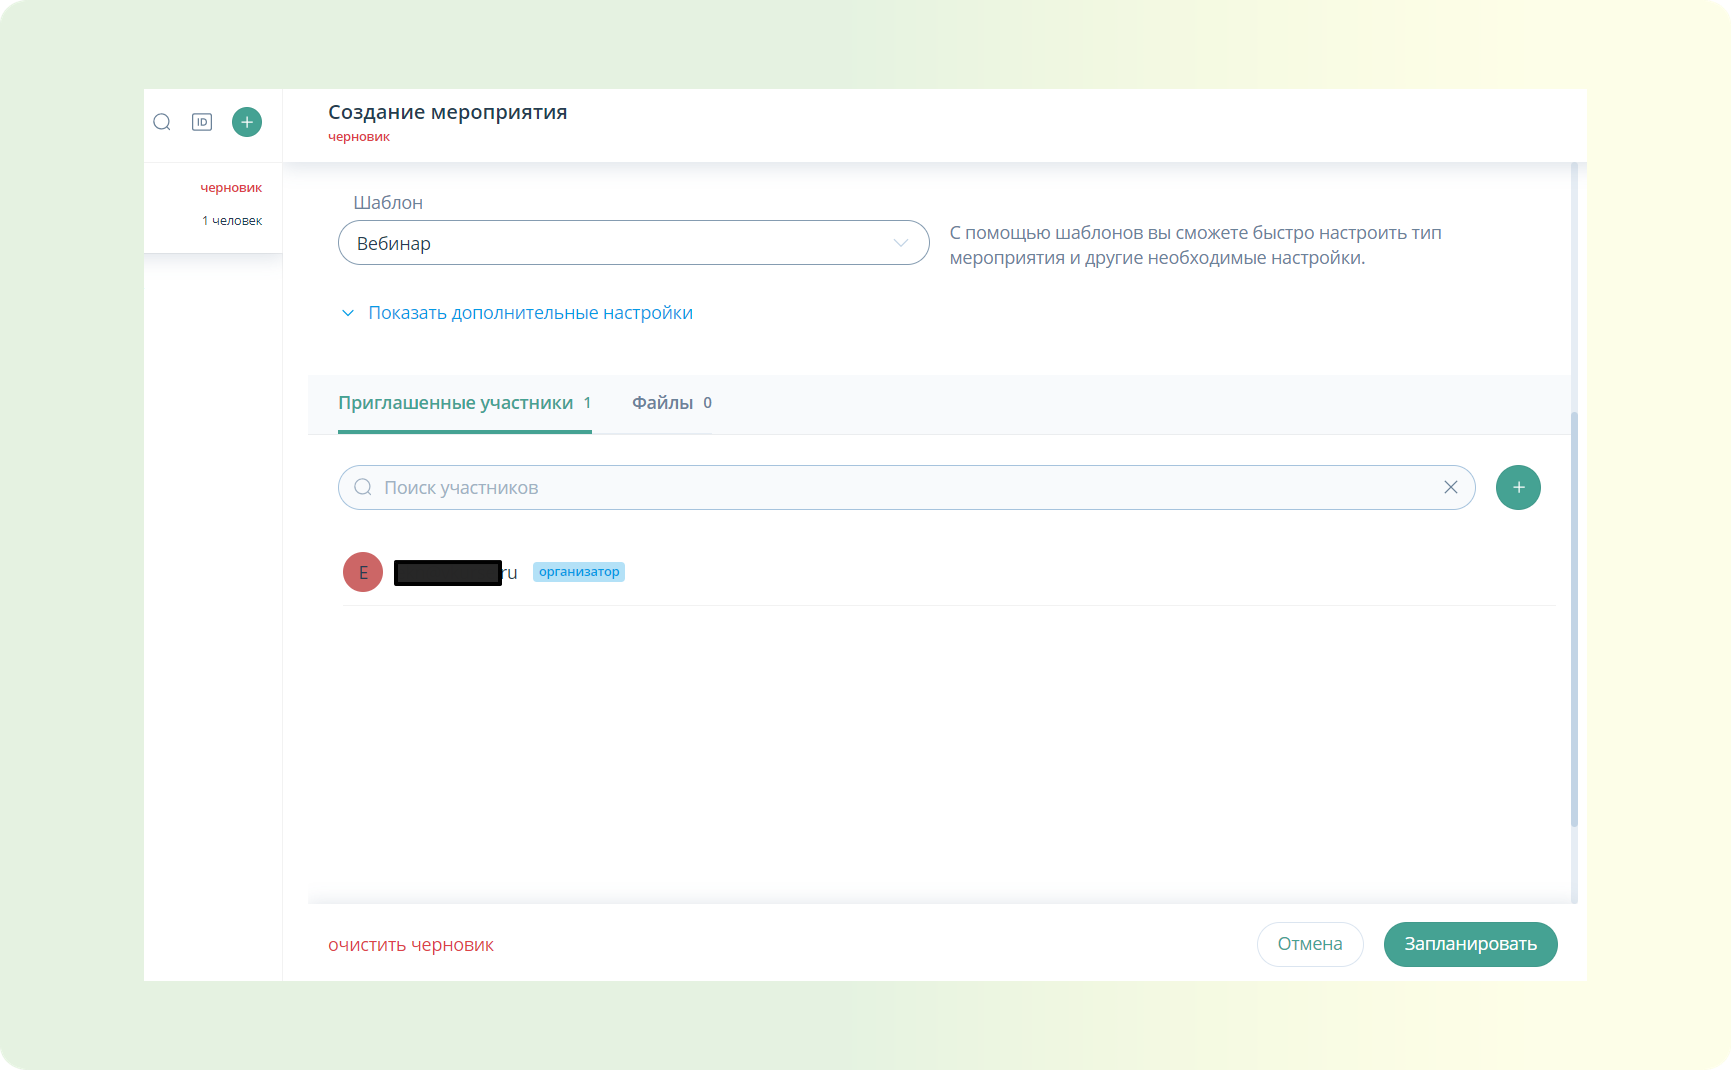 ID
Создание мероприятия
черновик
черновик
1 человек
Шаблон
Вебинар
С помощью шаблонов вы сможете быстро настроить тип
мероприятия и другие необходимые настройки.
Показать дополнительные настройки
Приглашенные участники 1 Файлы 0
Поиск участников
E ru организатор
очистить черновик Отмена Запланировать